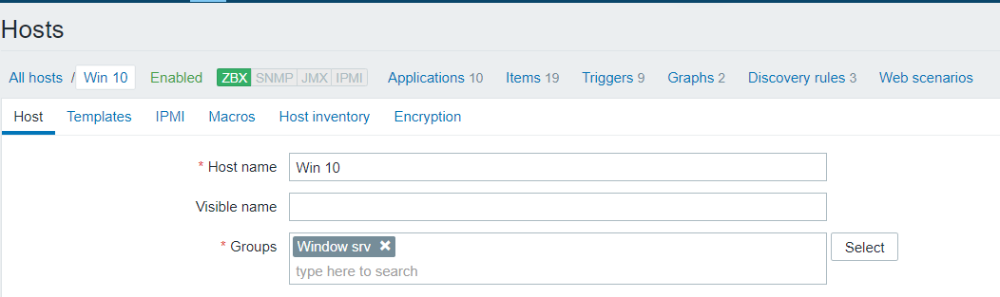 Hosts
All hosts / Win 10 Enabled ZBX SNMP JMX IPMI Applications 10 Items 19 Triggers 9 Graphs 2 Discovery rules 3 Web scenarios
Host Templates IPMI Macros Host inventory Encryption
* Host name Win 10
Visible name
* Groups Window srv ✖ Select
type here to search